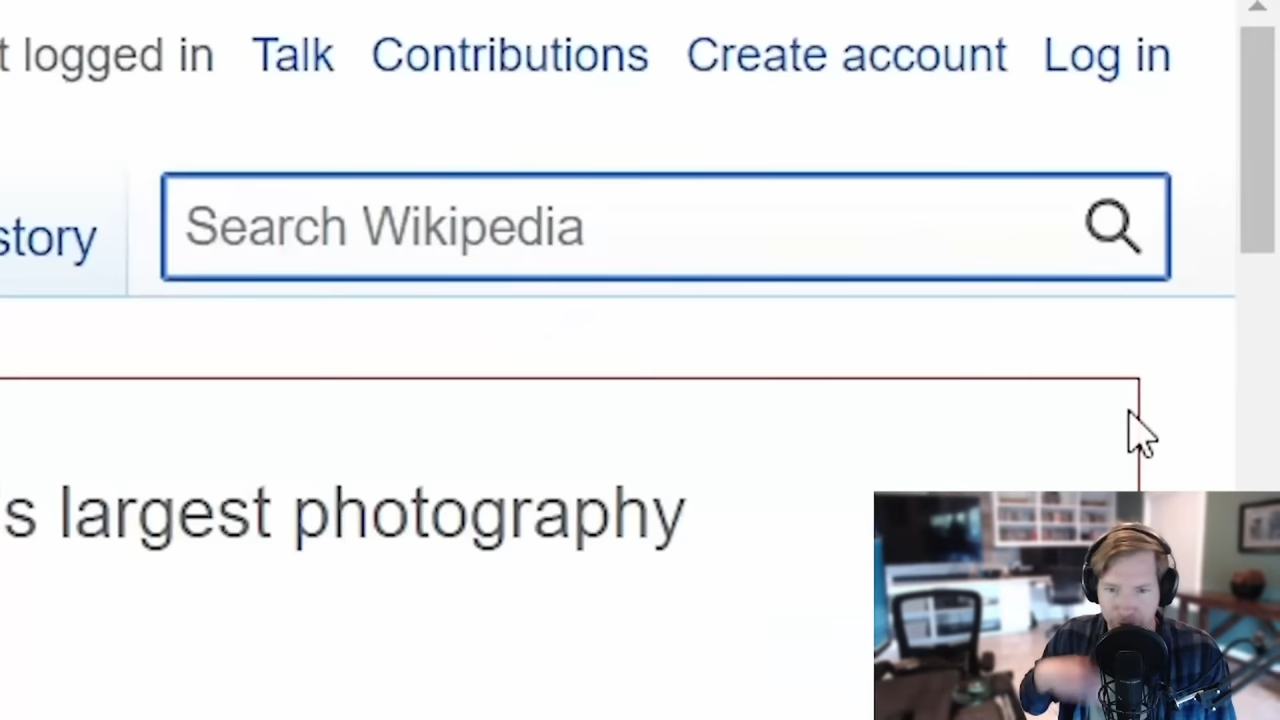 t logged in Talk Contributions Create account Log in
story
Search Wikipedia
's largest photography